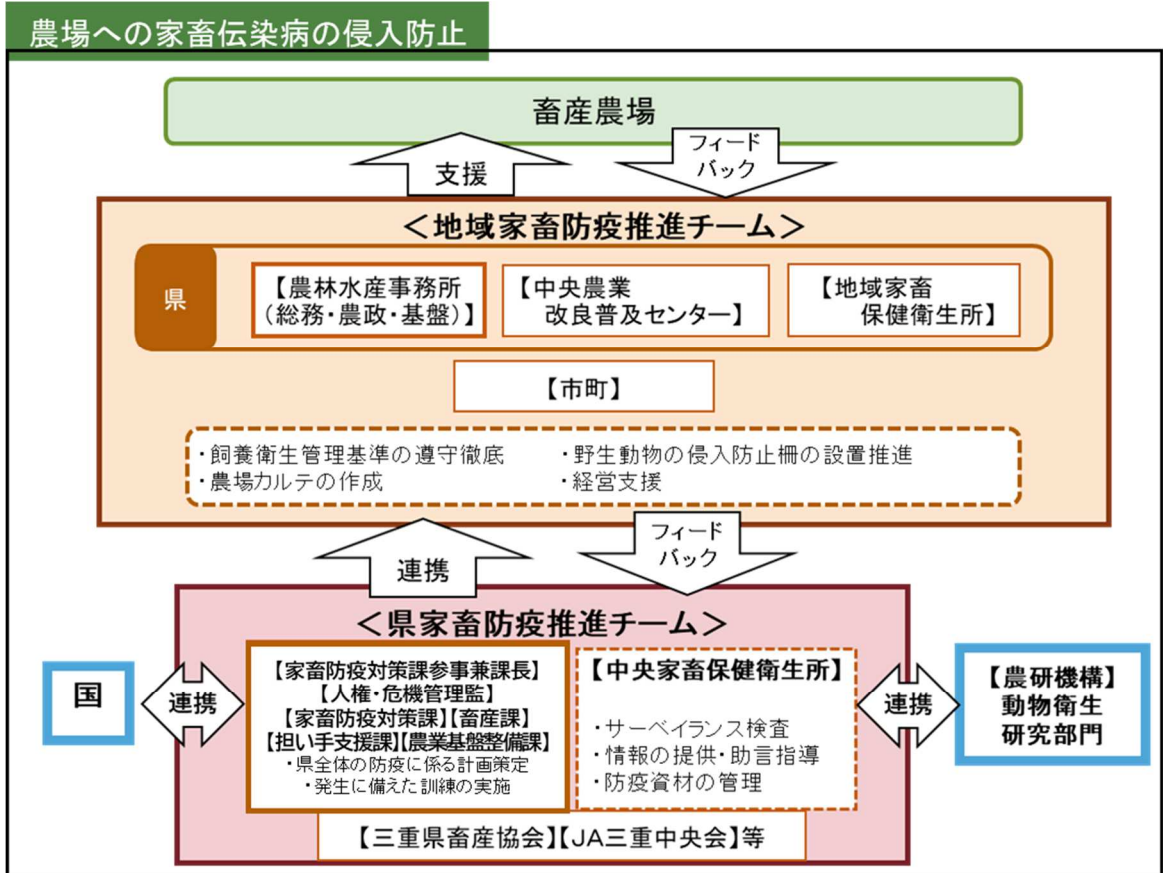 農場への家畜伝染病の侵入防止
畜産農場
支援
フィード
バック
＜地域家畜防疫推進チーム＞
県
【農林水産事務所
（総務・農政・基盤）】
【中央農業
改良普及センター】
【地域家畜
保健衛生所】
【市町】
・飼養衛生管理基準の遵守徹底
・野生動物の侵入防止柵の設置推進
・農場カルテの作成
・経営支援
連携
フィード
バック
＜県家畜防疫推進チーム＞
国
連携
【家畜防疫対策課参事兼課長】
【人権・危機管理監】
【家畜防疫対策課】【畜産課】
【担い手支援課】【農業基盤整備課】
・県全体の防疫に係る計画策定
・発生に備えた訓練の実施
【中央家畜保健衛生所】
・サーベイランス検査
・情報の提供・助言指導
・防疫資材の管理
連携
【農研機構】
動物衛生
研究部門
【三重県畜産協会】【JA三重中央会】等